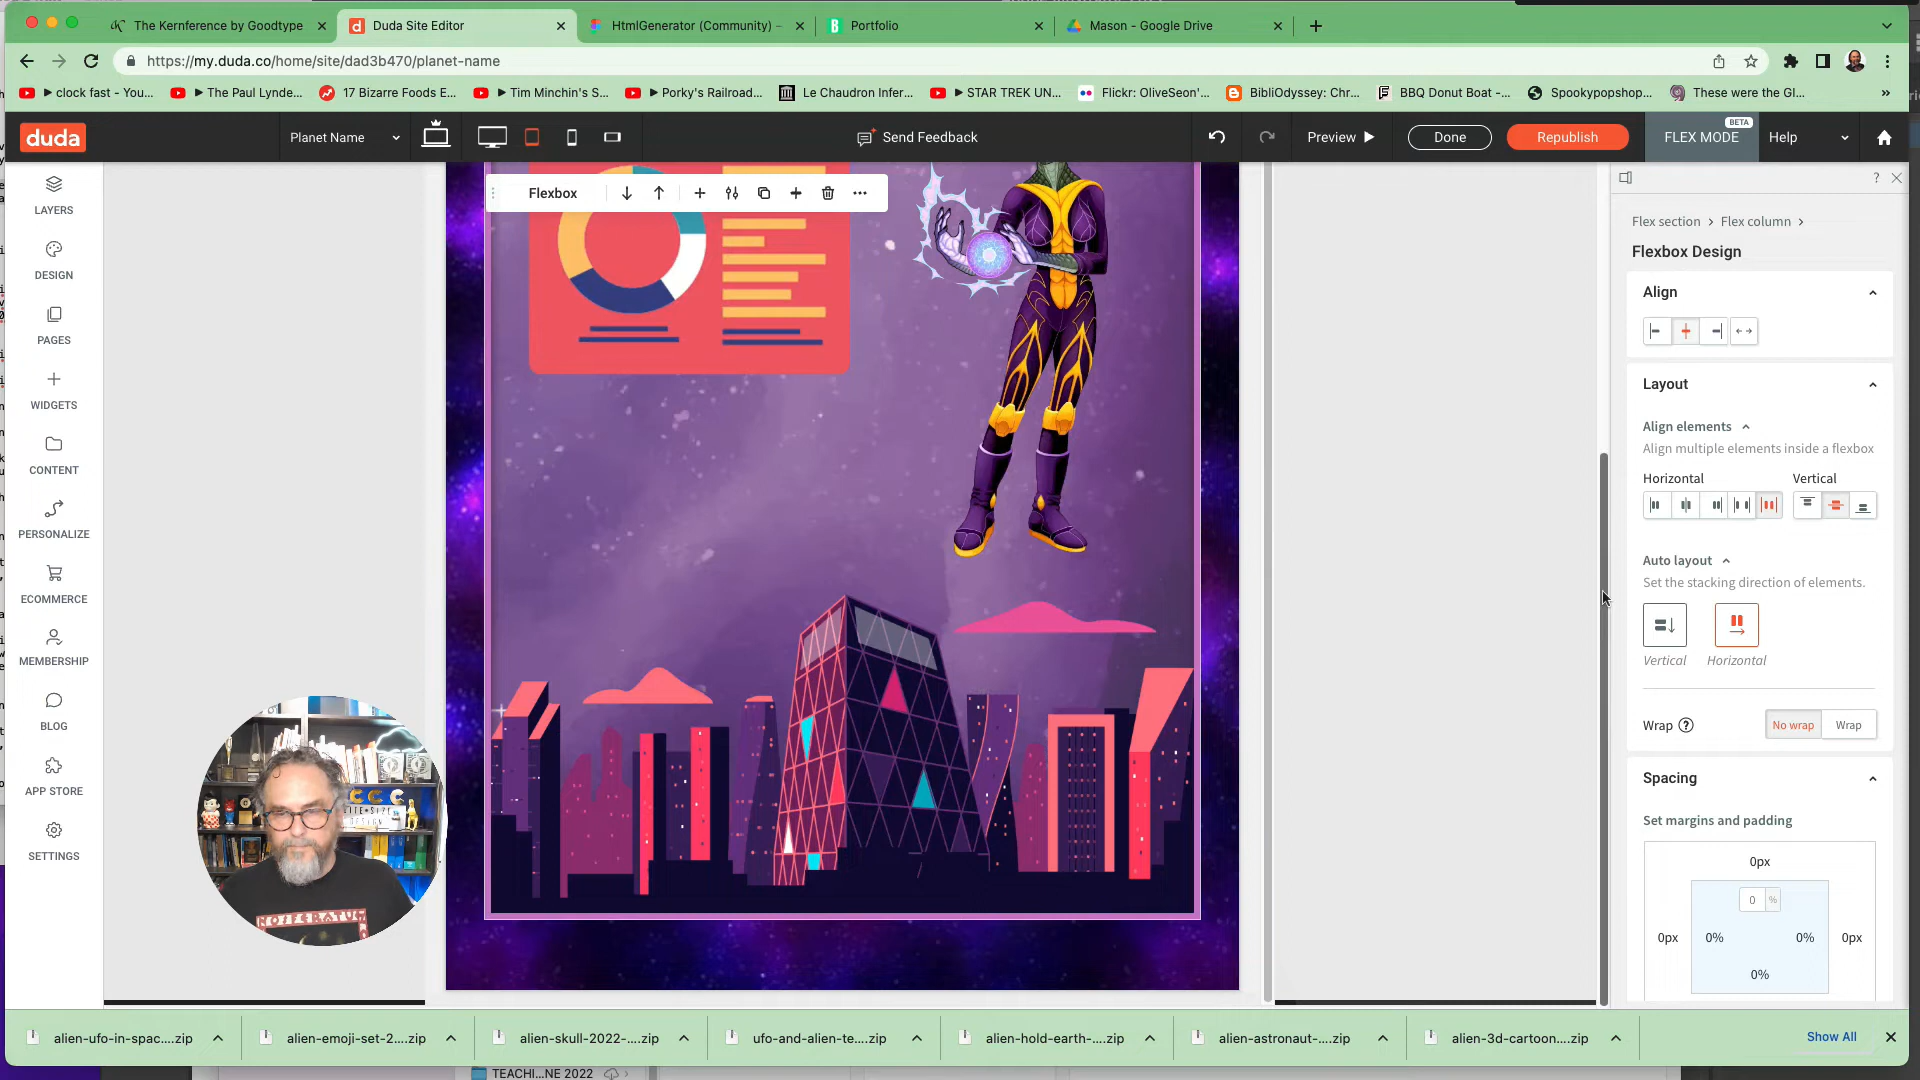 The Kernference by Goodtype
Duda Site Editor
HtmlGenerator (Community) –
Portfolio
Mason - Google Drive
https://my.duda.co/home/site/dad3b470/planet-name
clock fast - You...
The Paul Lynde...
17 Bizarre Foods E...
Tim Minchin's S...
Porky's Railroad...
Le Chaudron Infer...
STAR TREK UN...
Flickr: OliveSeon'...
BibliOdyssey: Chr...
BBQ Donut Boat -...
Spookypopshop...
These were the GI...
duda
Planet Name
Send Feedback
Preview
Done
Republish
FLEX MODE
BETA
Help
LAYERS
DESIGN
PAGES
WIDGETS
CONTENT
PERSONALIZE
ECOMMERCE
MEMBERSHIP
BLOG
APP STORE
SETTINGS
Flexbox
Flex section > Flex column >
Flexbox Design
Align
Layout
Align elements
Align multiple elements inside a flexbox
Horizontal
Vertical
Auto layout
Set the stacking direction of elements.
Vertical
Horizontal
Wrap
No wrap
Wrap
Spacing
Set margins and padding
0px
0 %
0px
0%
0%
0px
0%
NOSFERATU
alien-ufo-in-spac....zip
alien-emoji-set-2....zip
alien-skull-2022-....zip
ufo-and-alien-te....zip
alien-hold-earth-....zip
alien-astronaut-....zip
alien-3d-cartoon....zip
Show All
TEACHI...NE 2022